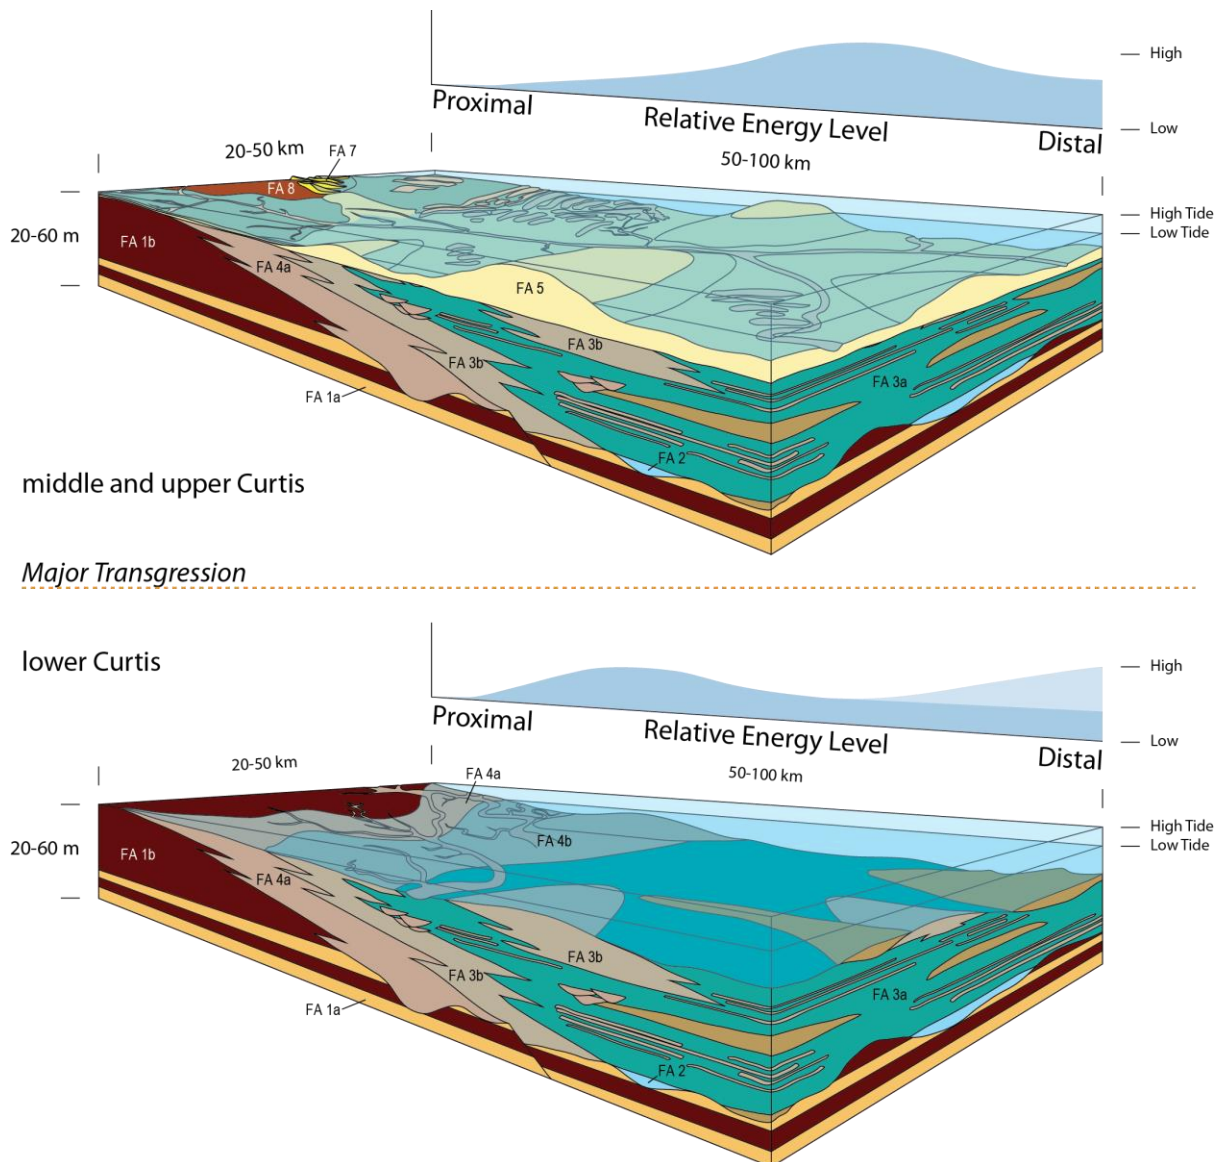 High
Proximal
Relative Energy Level
Distal
Low
20-50 km
FA 7
50-100 km
FA 8
High Tide
Low Tide
20-60 m
FA 1b
FA 4a
FA 5
FA 3b
FA 3b
FA 3a
FA 1a
FA 2
middle and upper Curtis
Major Transgression
lower Curtis
High
Proximal
Relative Energy Level
Distal
Low
20-50 km
FA 4a
50-100 km
High Tide
Low Tide
20-60 m
FA 1b
FA 4a
FA 4b
FA 3b
FA 3b
FA 3a
FA 1a
FA 2